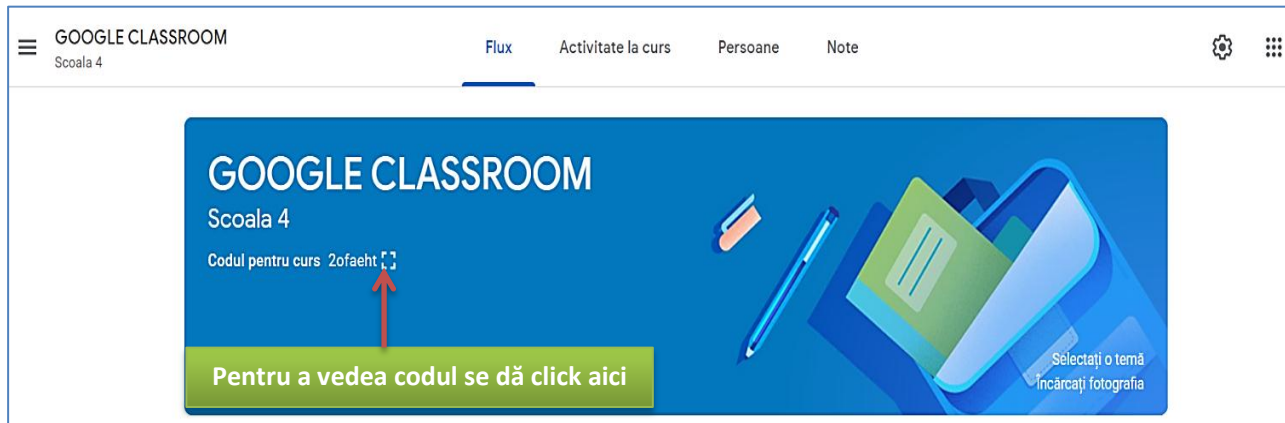 GOOGLE CLASSROOM
Scoala 4
Flux Activitate la curs Persoane Note
GOOGLE CLASSROOM
Scoala 4
Codul pentru curs 2ofaeht
Pentru a vedea codul se dă click aici
Selectați o temă
Încărcați fotografia